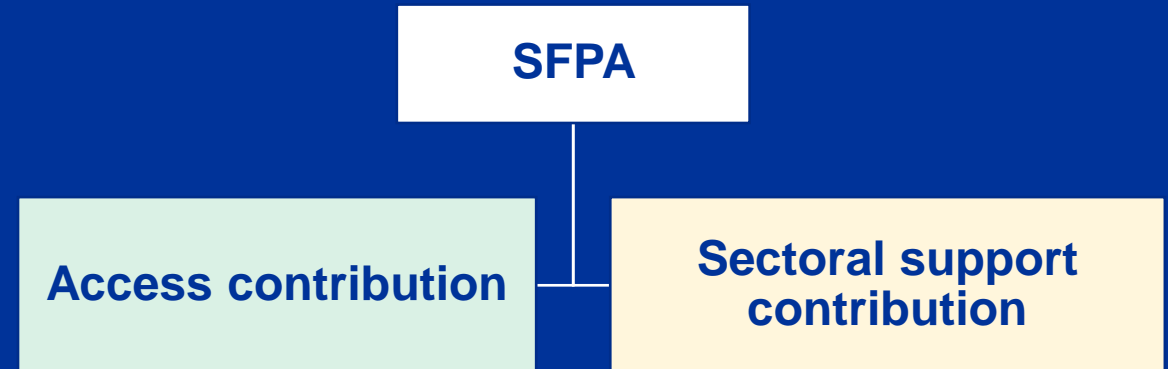 SFPA
Access contribution
Sectoral support
contribution